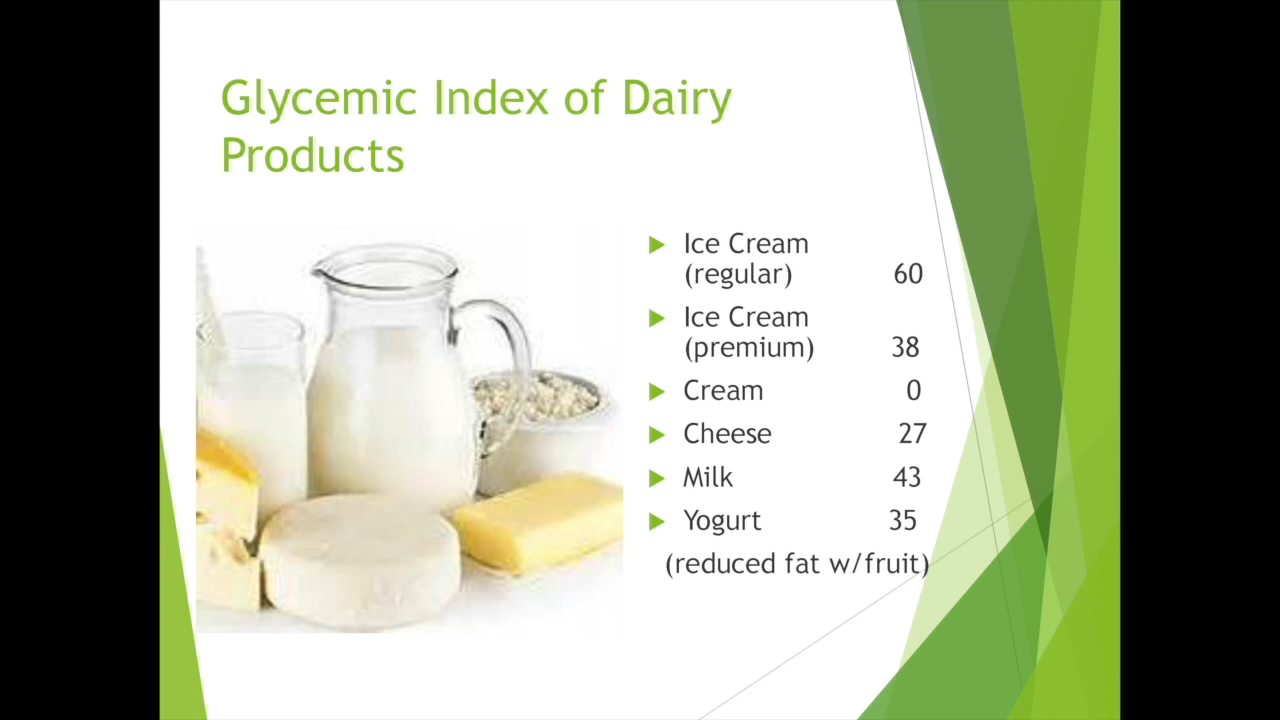 Glycemic Index of Dairy
Products
Ice Cream
(regular) 60
Ice Cream
(premium) 38
Cream 0
Cheese 27
Milk 43
Yogurt 35
(reduced fat w/fruit)